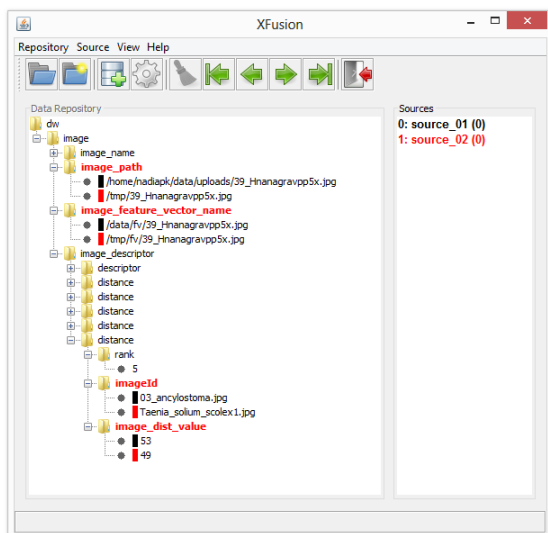 XFusion
Repository Source View Help
Data Repository
dw
image
image_name
image_path
/home/nadiapk/data/uploads/39_Hnanagravpp5x.jpg
/tmp/39_Hnanagravpp5x.jpg
image_feature_vector_name
/data/fv/39_Hnanagravpp5x.jpg
/tmp/fv/39_Hnanagravpp5x.jpg
image_descriptor
descriptor
distance
distance
distance
distance
distance
rank
5
imageId
03_ancylostoma.jpg
Taenia_solium_scolex1.jpg
image_dist_value
53
49
Sources
0: source_01 (0)
1: source_02 (0)